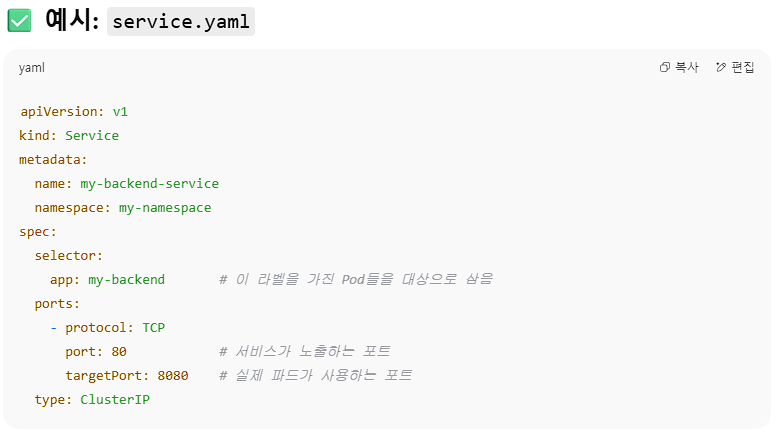 ✅ 예시: service.yaml
yaml
복사 편집
apiVersion: v1
kind: Service
metadata:
  name: my-backend-service
  namespace: my-namespace
spec:
  selector:
    app: my-backend       # 이 라벨을 가진 Pod들을 대상으로 삼음
  ports:
    - protocol: TCP
      port: 80            # 서비스가 노출하는 포트
      targetPort: 8080    # 실제 파드가 사용하는 포트
  type: ClusterIP